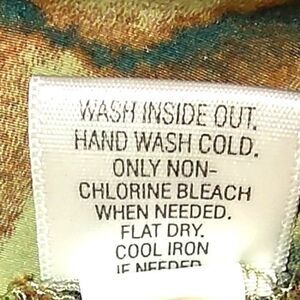 WASH INSIDE OUT.
HAND WASH COLD.
ONLY NON-
CHLORINE BLEACH
WHEN NEEDED.
FLAT DRY.
COOL IRON
IF NEEDED